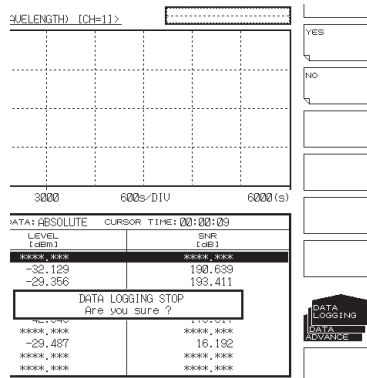 AVELENGTH) [CH=1]>
YES
NO
3000 600s/DIV 6000(s)
DATA: ABSOLUTE CURSOR TIME: 00:00:09
LEVEL SNR
[dBm] [dB]
****.*** ****.***
-32.129 190.639
-29.356 193.411
DATA LOGGING STOP
Are you sure ?
****.*** ****.***
-29.487 16.192
****.*** ****.***
****.*** ****.***
DATA
LOGGING
DATA
ADVANCE